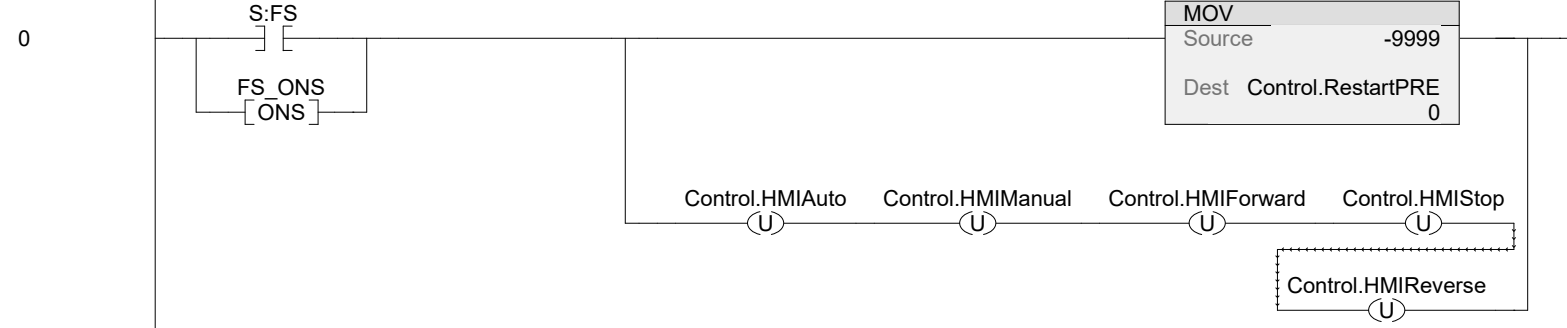 S:FS
MOV
0
Source -9999
FS_ONS
Dest Control.RestartPRE
ONS
0
Control.HMIAuto Control.HMIManual Control.HMIForward Control.HMIStop
U U U U
Control.HMIReverse
U